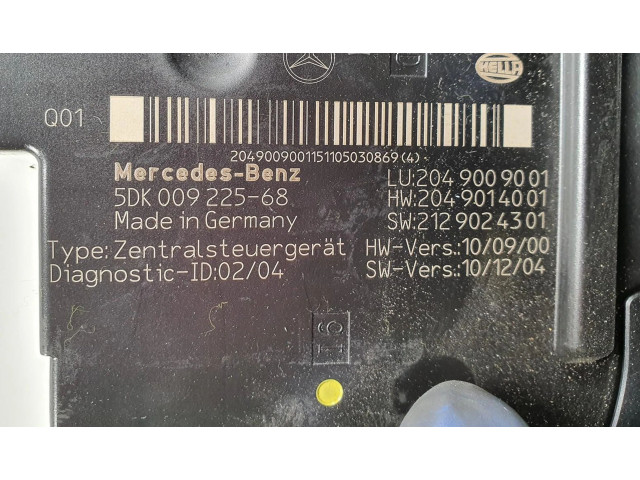 HELLA
Q01
2049009001151105030869(4)
Mercedes-Benz
5DK 009 225-68
Made in Germany
Type: Zentralsteuergerät
Diagnostic-ID:02/04
LU:204 900 90 01
HW:204 901 40 01
SW:212 902 43 01
HW-Vers.:10/09/00
SW-Vers.:10/12/04